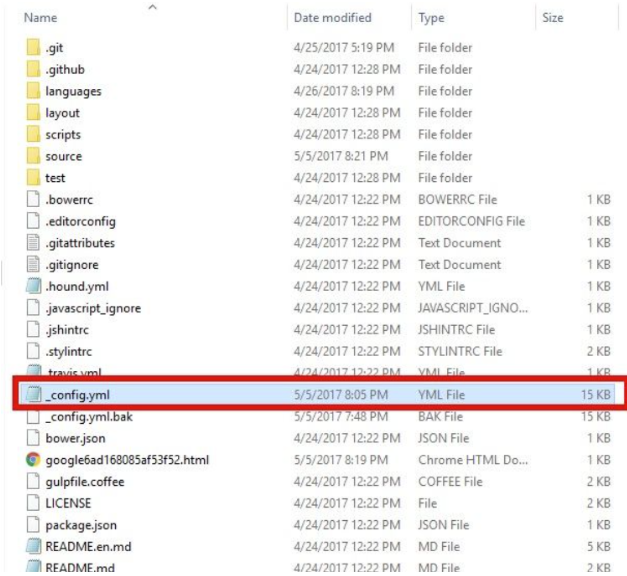 Name Date modified Type Size
.git 4/25/2017 5:19 PM File folder
.github 4/24/2017 12:28 PM File folder
languages 4/26/2017 8:19 PM File folder
layout 4/24/2017 12:28 PM File folder
scripts 4/24/2017 12:28 PM File folder
source 5/5/2017 8:21 PM File folder
test 4/24/2017 12:28 PM File folder
.bowerrc 4/24/2017 12:22 PM BOWERRC File 1 KB
.editorconfig 4/24/2017 12:22 PM EDITORCONFIG File 1 KB
.gitattributes 4/24/2017 12:22 PM Text Document 1 KB
.gitignore 4/24/2017 12:22 PM Text Document 1 KB
.hound.yml 4/24/2017 12:22 PM YML File 1 KB
.javascript_ignore 4/24/2017 12:22 PM JAVASCRIPT_IGNO... 1 KB
.jshintrc 4/24/2017 12:22 PM JSHINTRC File 1 KB
.stylintrc 4/24/2017 12:22 PM STYLINTRC File 2 KB
.travis.yml 4/24/2017 12:22 PM YML File 1 KB
_config.yml 5/5/2017 8:05 PM YML File 15 KB
_config.yml.bak 5/5/2017 7:48 PM BAK File 15 KB
bower.json 4/24/2017 12:22 PM JSON File 1 KB
google6ad168085af53f52.html 5/5/2017 8:19 PM Chrome HTML Do... 1 KB
gulpfile.coffee 4/24/2017 12:22 PM COFFEE File 2 KB
LICENSE 4/24/2017 12:22 PM File 2 KB
package.json 4/24/2017 12:22 PM JSON File 1 KB
README.en.md 4/24/2017 12:22 PM MD File 5 KB
README.md 4/24/2017 12:22 PM MD File 2 KB